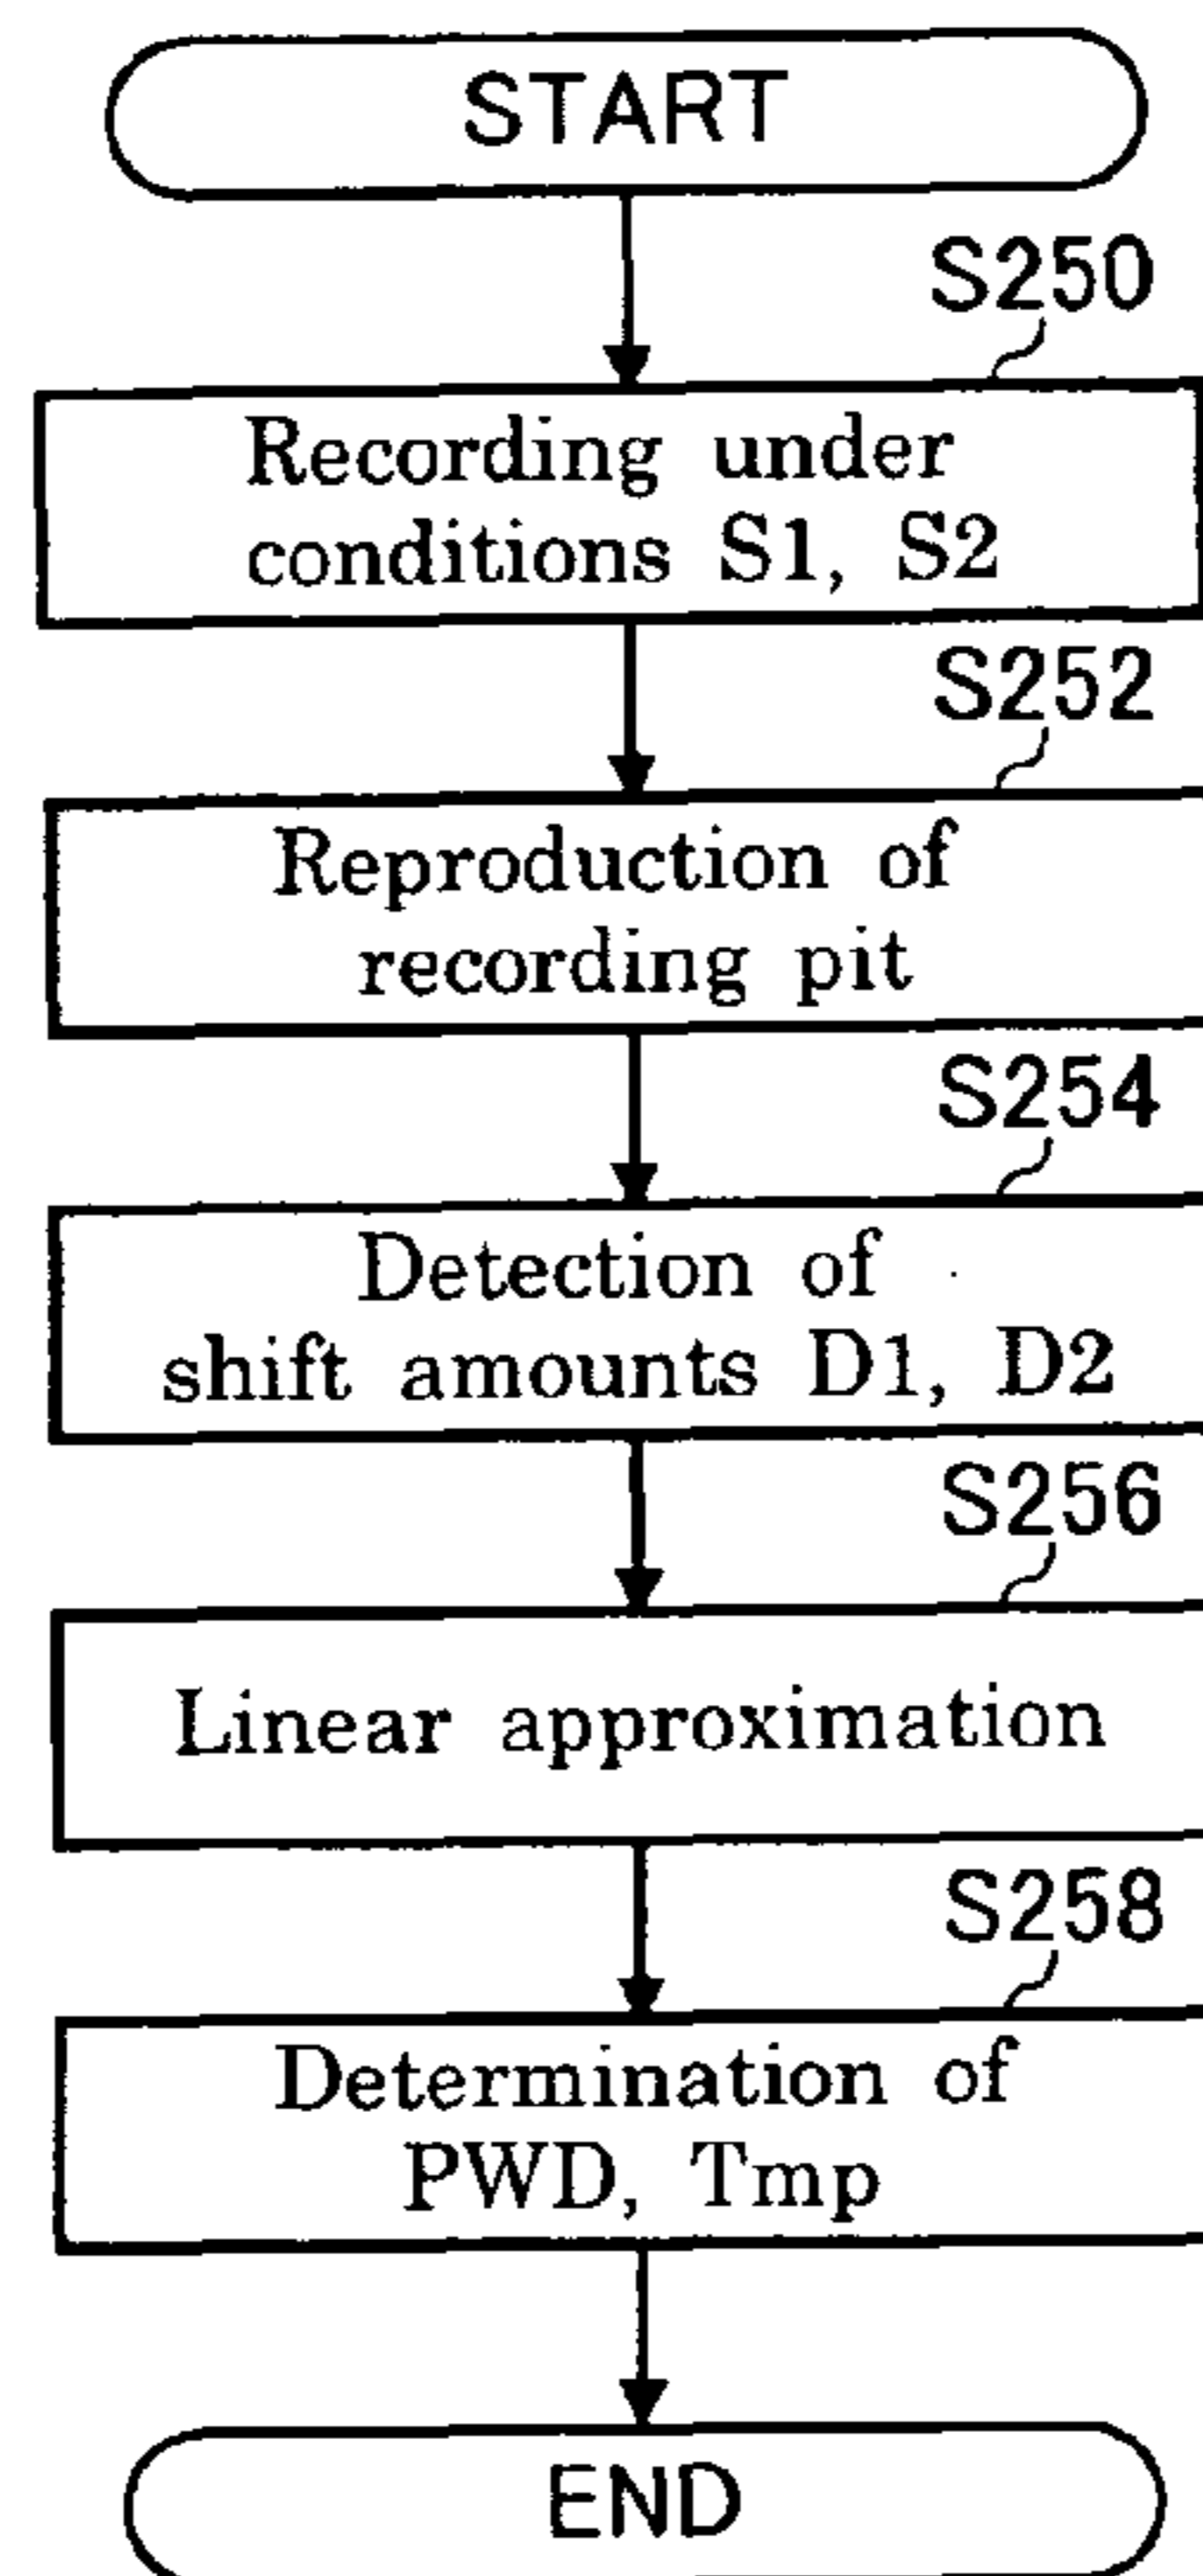 START
S250
Recording under
conditions S1, S2
S252
Reproduction of
recording pit
S254
Detection of
shift amounts D1, D2
S256
Linear approximation
S258
Determination of
PWD, Tmp
END